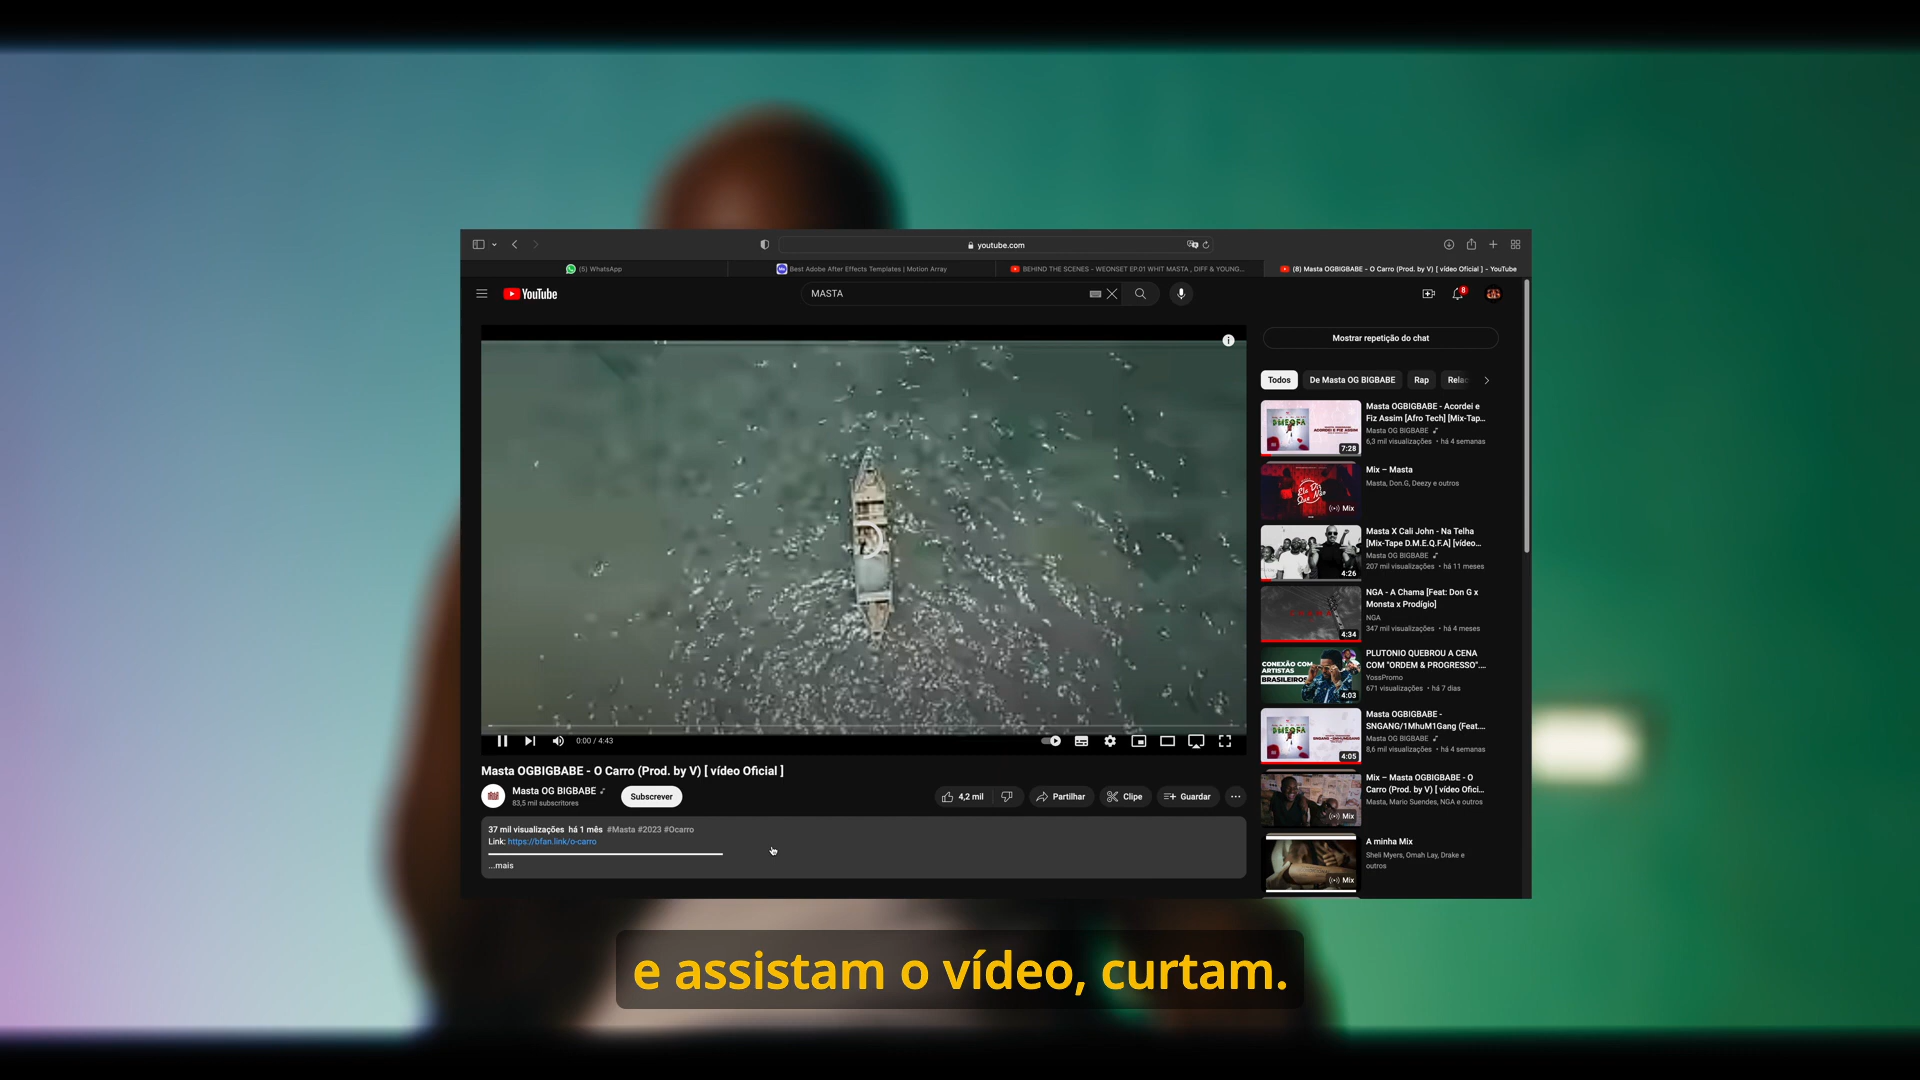 youtube.com
(5) WhatsApp
Best Adobe After Effects Templates | Motion Array
BEHIND THE SCENES - WEONSET EP.01 WHIT MASTA , DIFF & YOUNG...
(8) Masta OGBIGBABE - O Carro (Prod. by V) [ vídeo Oficial ] - YouTube
YouTube
MASTA
8
Mostrar repetição do chat
Todos
De Masta OG BIGBABE
Rap
Relac
Masta OGBIGBABE - Acordei e
Fiz Assim [Afro Tech] [Mix-Tap...
Masta OG BIGBABE
6,3 mil visualizações • há 4 semanas
7:28
Mix – Masta
Masta, Don.G, Deezy e outros
Mix
Masta X Cali John - Na Telha
[Mix-Tape D.M.E.Q.F.A] [vídeo...
Masta OG BIGBABE
207 mil visualizações • há 11 meses
4:26
NGA - A Chama [Feat: Don G x
Monsta x Prodígio]
NGA
347 mil visualizações • há 4 meses
4:34
CONEXÃO COM
ARTISTAS
BRASILEIROS
PLUTONIO QUEBROU A CENA
COM "ORDEM & PROGRESSO"....
YossPromo
671 visualizações • há 7 dias
4:03
Masta OGBIGBABE -
SNGANG/1MhuM1Gang (Feat....
Masta OG BIGBABE
8,6 mil visualizações • há 4 semanas
4:05
Mix – Masta OGBIGBABE - O
Carro (Prod. by V) [ vídeo Ofici...
Masta, Mario Suendes, NGA e outros
Mix
A minha Mix
Shell Myers, Omah Lay, Drake e
outros
Mix
0:00 / 4:43
Masta OGBIGBABE - O Carro (Prod. by V) [ vídeo Oficial ]
Masta OG BIGBABE
83,5 mil subscritores
Subscrever
4,2 mil
Partilhar
Clipe
Guardar
37 mil visualizações há 1 mês #Masta #2023 #Ocarro
Link: https://bfan.link/o-carro
...mais
e assistam o vídeo, curtam.